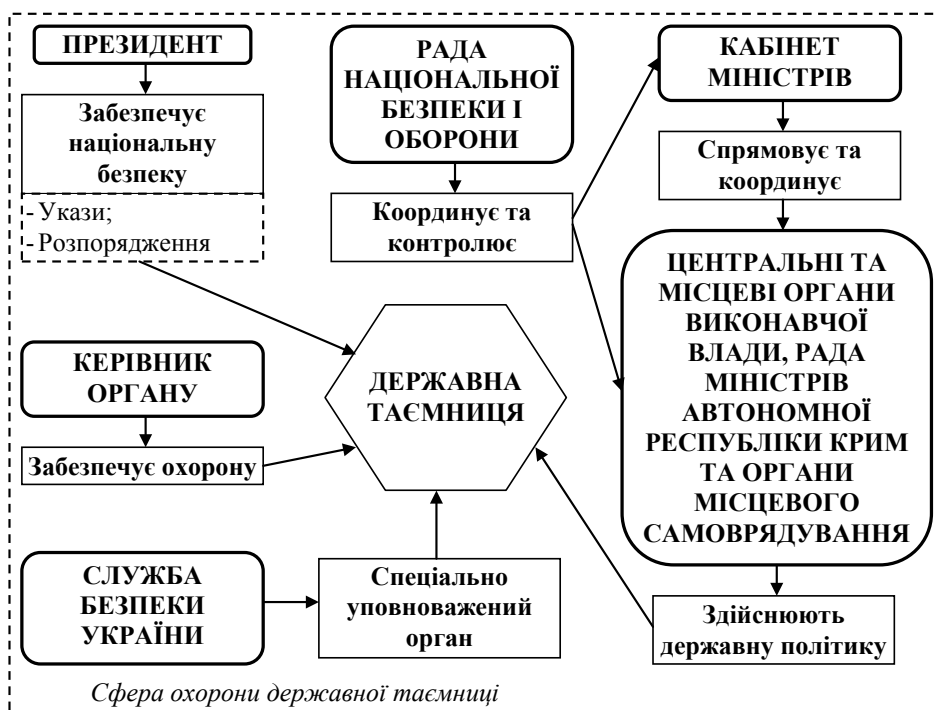 ПРЕЗИДЕНТ
Забезпечує
національну
безпеку
- Укази;
- Розпорядження
РАДА
НАЦІОНАЛЬНОЇ
БЕЗПЕКИ І
ОБОРОНИ
Координує та
контролює
КАБІНЕТ
МІНІСТРІВ
Спрямовує та
координує
ЦЕНТРАЛЬНІ ТА
МІСЦЕВІ ОРГАНИ
ВИКОНАВЧОЇ
ВЛАДИ, РАДА
МІНІСТРІВ
АВТОНОМНОЇ
РЕСПУБЛІКИ КРИМ
ТА ОРГАНИ
МІСЦЕВОГО
САМОВРЯДУВАННЯ
КЕРІВНИК
ОРГАНУ
Забезпечує охорону
ДЕРЖАВНА
ТАЄМНИЦЯ
СЛУЖБА
БЕЗПЕКИ
УКРАЇНИ
Спеціально
уповноважений
орган
Здійснюють
державну політику
Сфера охорони державної таємниці